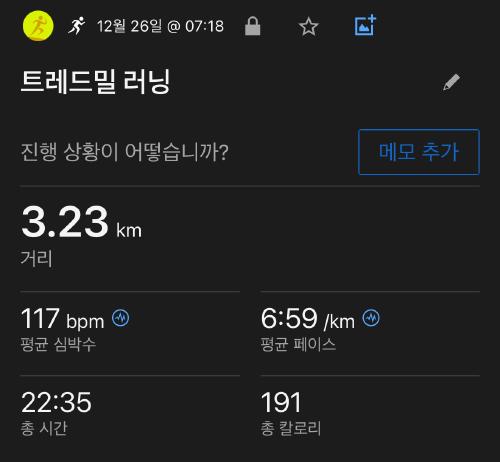 12월 26일 @ 07:18
트레드밀 러닝
진행 상황이 어떻습니까?
메모 추가
3.23 km
거리
117 bpm
6:59 /km
평균 심박수
평균 페이스
22:35
191
총 시간
총 칼로리